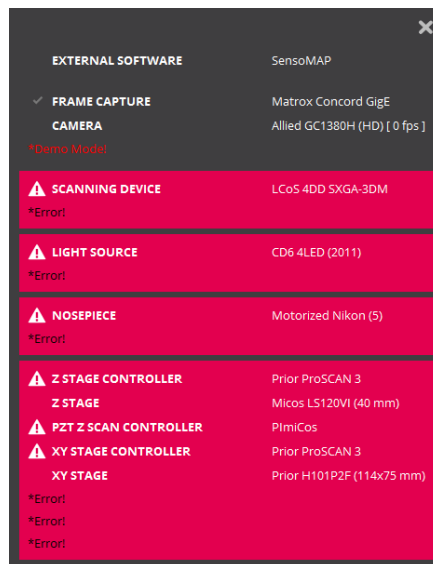 EXTERNAL SOFTWARE SensoMAP
FRAME CAPTURE Matrox Concord GigE
CAMERA Allied GC1380H (HD) [ 0 fps ]
*Demo Mode!
SCANNING DEVICE LCoS 4DD SXGA-3DM
*Error!
LIGHT SOURCE CD6 4LED (2011)
*Error!
NOSEPIECE Motorized Nikon (5)
*Error!
Z STAGE CONTROLLER Prior ProSCAN 3
Z STAGE Micos LS120VI (40 mm)
PZT Z SCAN CONTROLLER PImiCos
XY STAGE CONTROLLER Prior ProSCAN 3
XY STAGE Prior H101P2F (114x75 mm)
*Error!
*Error!
*Error!